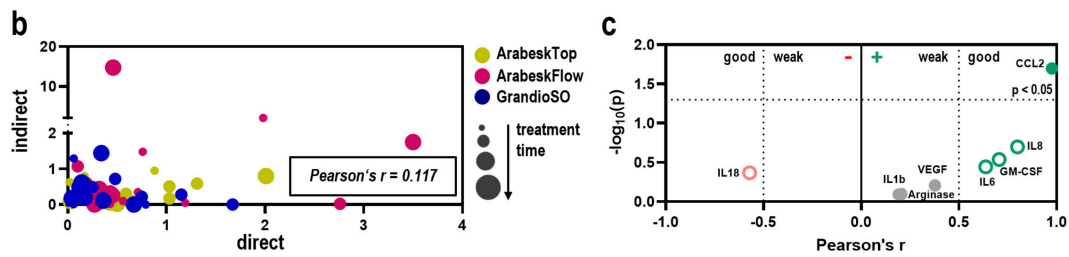 b
indirect
20
10
2
1
0
0
1
2
3
4
direct
Pearson‘s r = 0.117
ArabeskTop
ArabeskFlow
GrandioSO
treatment
time
c
-log10(p)
2.0
1.5
1.0
0.5
0.0
-1.0
-0.5
0.0
0.5
1.0
Pearson's r
good
weak
-
+
weak
good
CCL2
p < 0.05
IL8
GM-CSF
IL6
VEGF
IL1b
Arginase
IL18